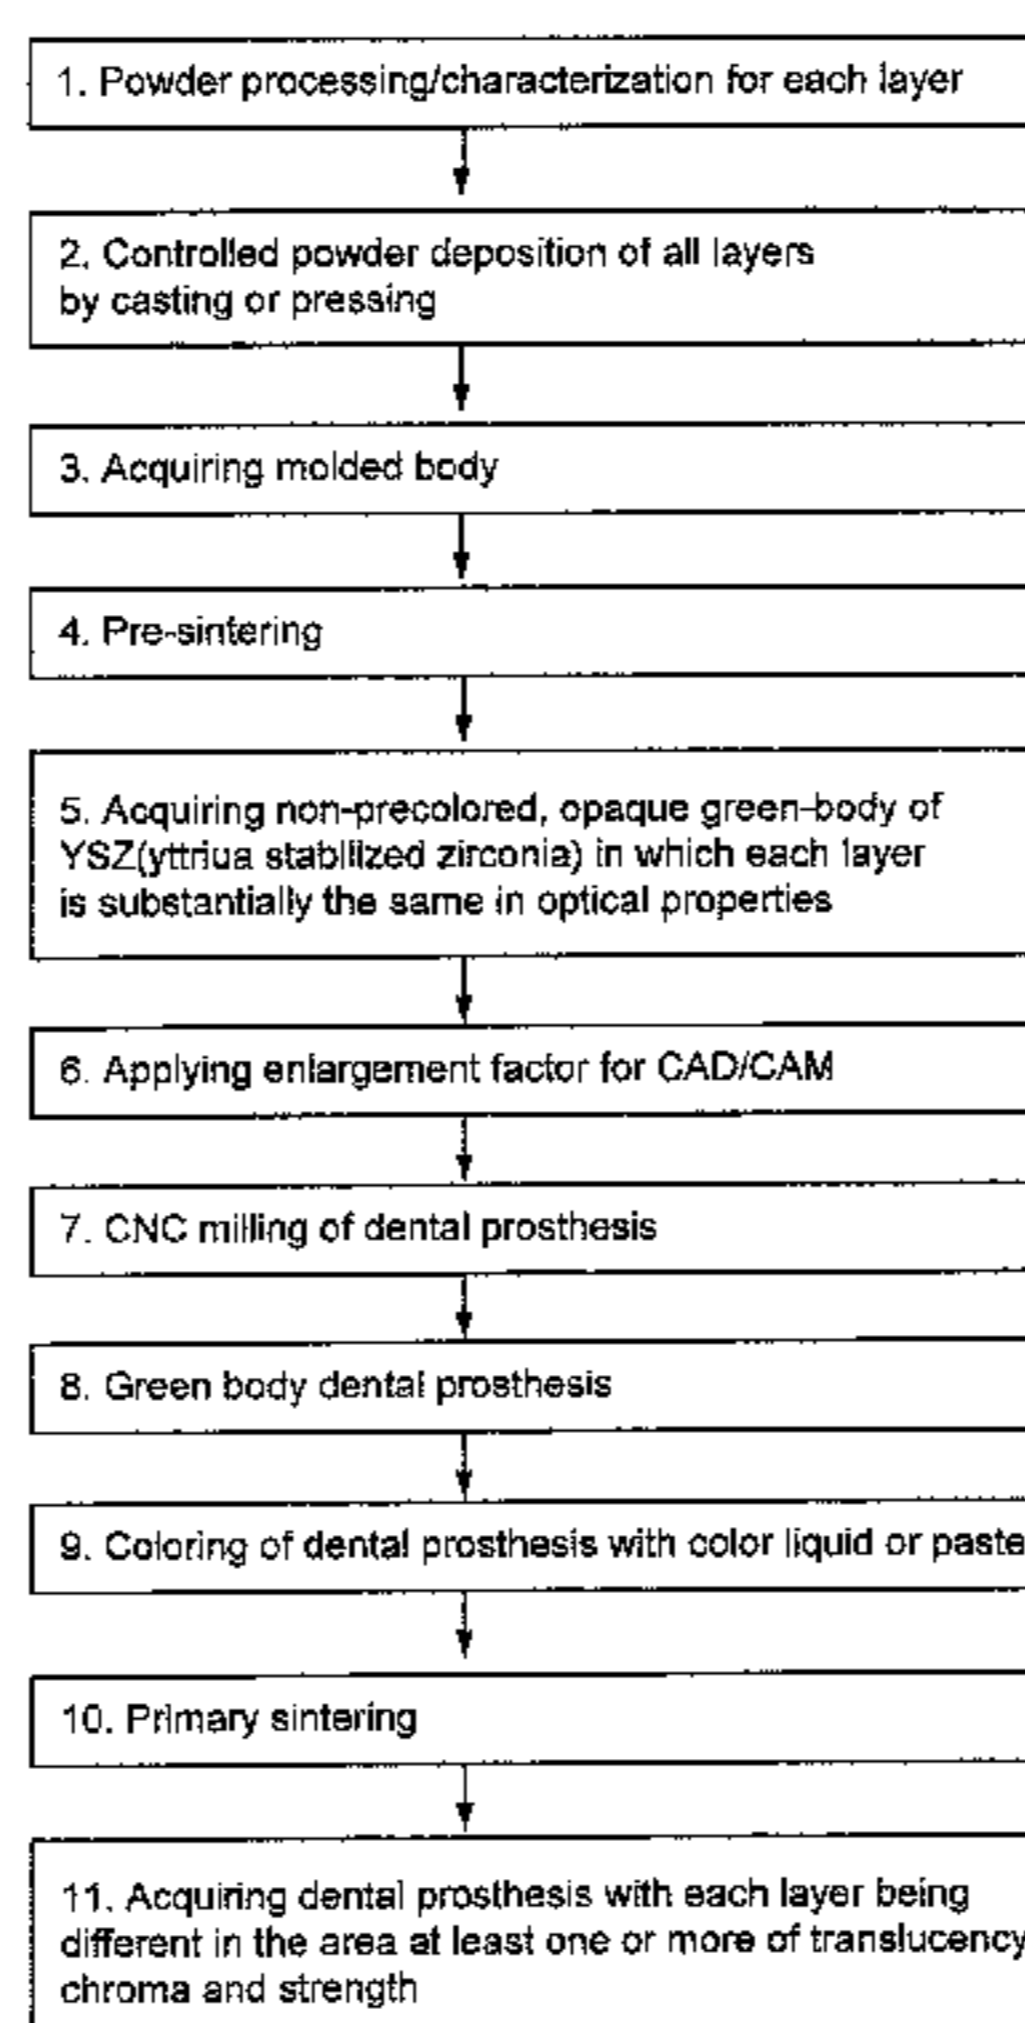 1. Powder processing/characterization for each layer
2. Controlled powder deposition of all layers
by casting or pressing
3. Acquiring molded body
4. Pre-sintering
5. Acquiring non-precolored, opaque green-body of
YSZ(yttriua stabilized zirconia) in which each layer
is substantially the same in optical properties
6. Applying enlargement factor for CAD/CAM
7. CNC milling of dental prosthesis
8. Green body dental prosthesis
9. Coloring of dental prosthesis with color liquid or paste
10. Primary sintering
11. Acquiring dental prosthesis with each layer being
different in the area at least one or more of translucency
chroma and strength